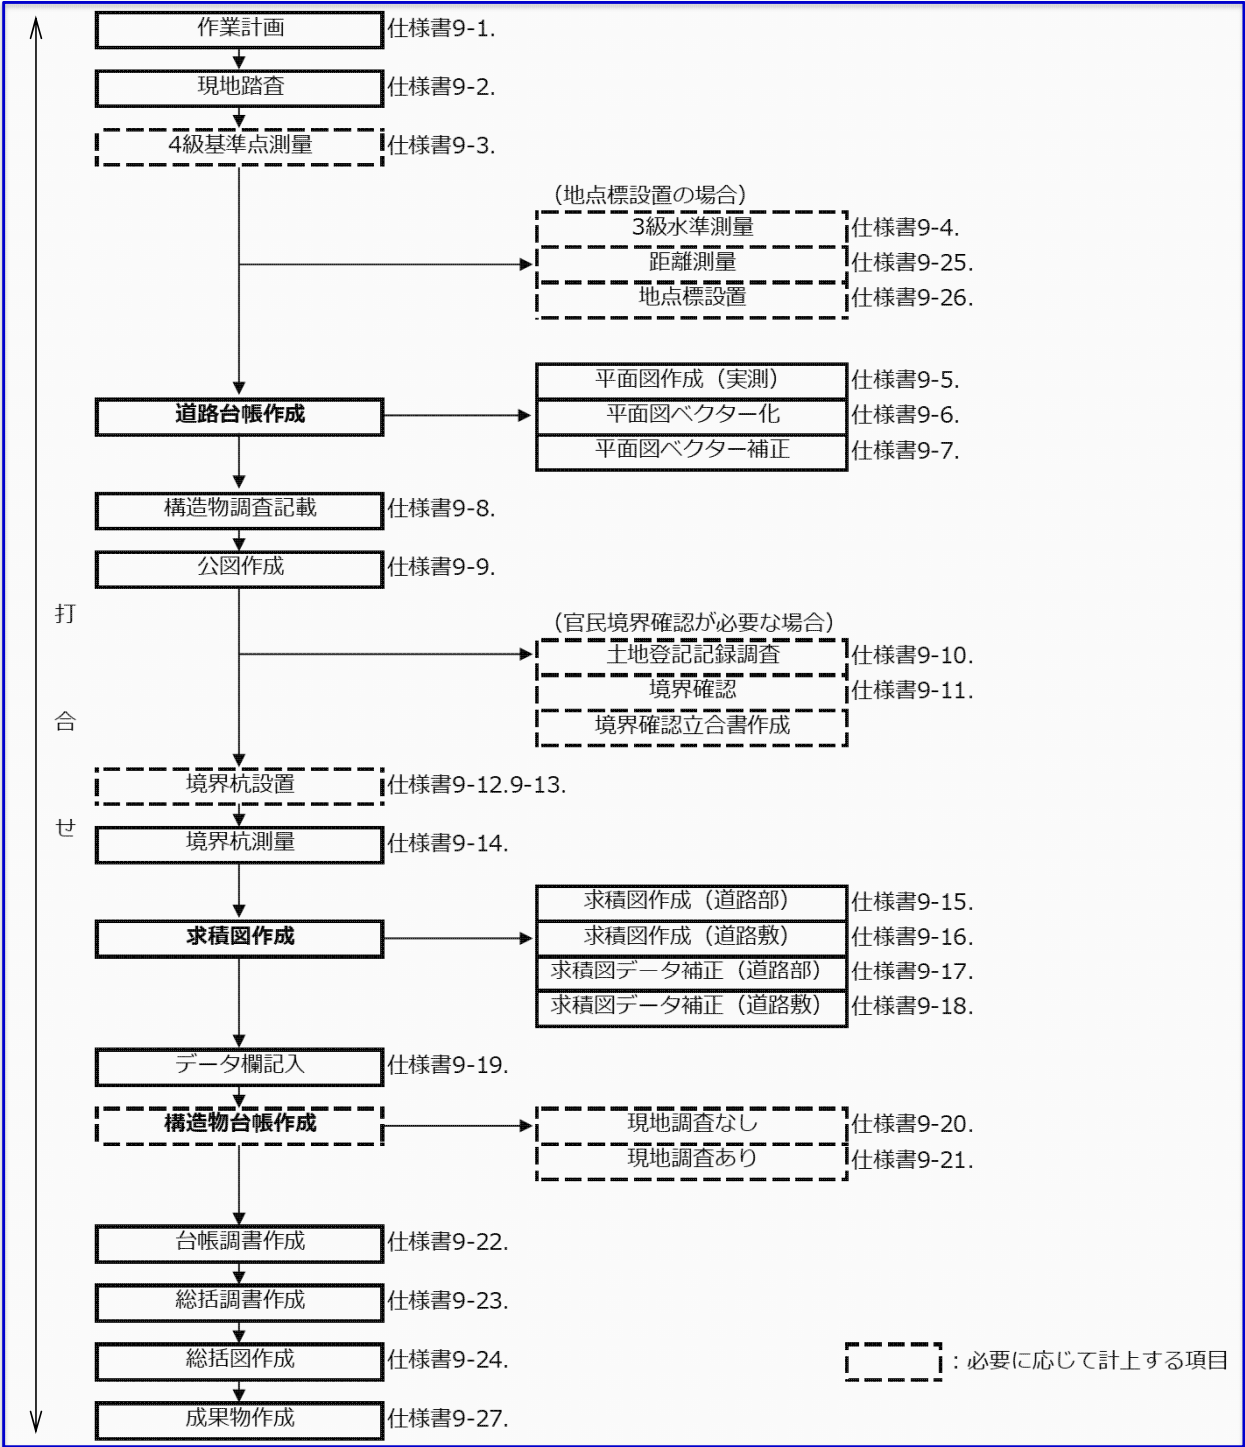 作業計画 仕様書9-1.
現地踏査 仕様書9-2.
4級基準点測量 仕様書9-3.
（地点標設置の場合）
3級水準測量 仕様書9-4.
距離測量 仕様書9-25.
地点標設置 仕様書9-26.
平面図作成（実測） 仕様書9-5.
道路台帳作成 平面図ベクター化 仕様書9-6.
平面図ベクター補正 仕様書9-7.
構造物調査記載 仕様書9-8.
公図作成 仕様書9-9.
打
（官民境界確認が必要な場合）
土地登記記録調査 仕様書9-10.
境界確認 仕様書9-11.
合
境界確認立合書作成
境界杭設置 仕様書9-12.9-13.
せ
境界杭測量 仕様書9-14.
求積図作成（道路部） 仕様書9-15.
求積図作成 求積図作成（道路敷） 仕様書9-16.
求積図データ補正（道路部） 仕様書9-17.
求積図データ補正（道路敷） 仕様書9-18.
データ欄記入 仕様書9-19.
構造物台帳作成 現地調査なし 仕様書9-20.
現地調査あり 仕様書9-21.
台帳調書作成 仕様書9-22.
総括調書作成 仕様書9-23.
総括図作成 仕様書9-24.
：必要に応じて計上する項目
成果物作成 仕様書9-27.